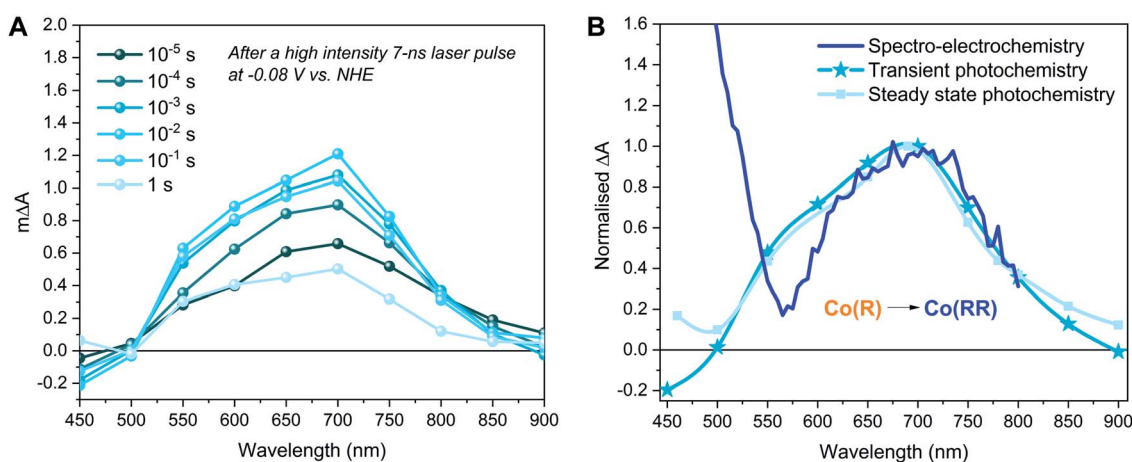 A
2.0
1.8
1.6
1.4
1.2
1.0
0.8
0.6
0.4
0.2
0.0
-0.2
mΔA
10⁻⁵ s
10⁻⁴ s
10⁻³ s
10⁻² s
10⁻¹ s
1 s
After a high intensity 7-ns laser pulse
at -0.08 V vs. NHE
450 500 550 600 650 700 750 800 850 900
Wavelength (nm)
B
1.6
1.4
1.2
1.0
0.8
0.6
0.4
0.2
0.0
-0.2
Normalised ΔA
Spectro-electrochemistry
Transient photochemistry
Steady state photochemistry
Co(R) → Co(RR)
450 500 550 600 650 700 750 800 850 900
Wavelength (nm)